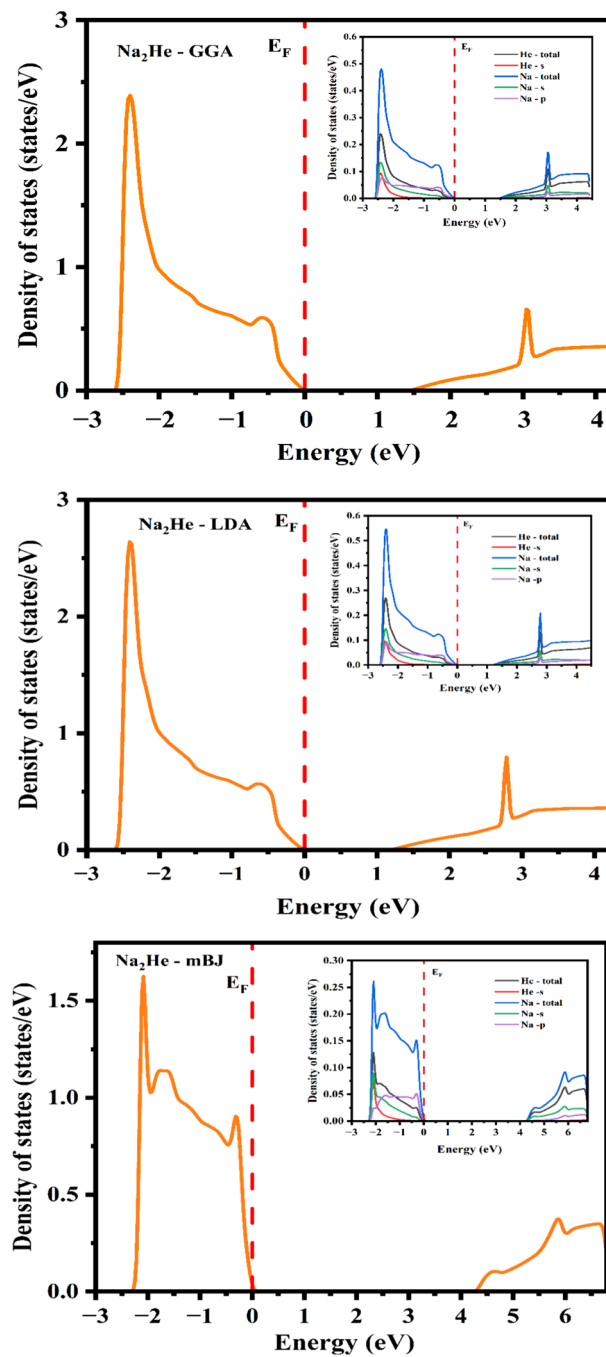 Na₂He - GGA
E_F
Density of states (states/eV)
3
2
1
0
−3 −2 −1 0 1 2 3 4
Energy (eV)
E_F
He - total
He - s
Na - total
Na - s
Na - p
Density of states (states/eV)
0.6
0.5
0.4
0.3
0.2
0.1
0.0
−3 −2 −1 0 1 2 3 4
Energy (eV)
Na₂He - LDA
E_F
Density of states (states/eV)
3
2
1
0
−3 −2 −1 0 1 2 3 4
Energy (eV)
E_F
He - total
He - s
Na - total
Na -s
Na -p
Density of states (states/eV)
0.6
0.5
0.4
0.3
0.2
0.1
0.0
−3 −2 −1 0 1 2 3 4
Energy (eV)
Na₂He - mBJ
E_F
Density of states (states/eV)
1.5
1.0
0.5
0.0
−3 −2 −1 0 1 2 3 4 5 6
Energy (eV)
E_F
He - total
He -s
Na - total
Na -s
Na -p
Density of states (states/eV)
0.30
0.25
0.20
0.15
0.10
0.05
0.00
−3 −2 −1 0 1 2 3 4 5 6
Energy (eV)